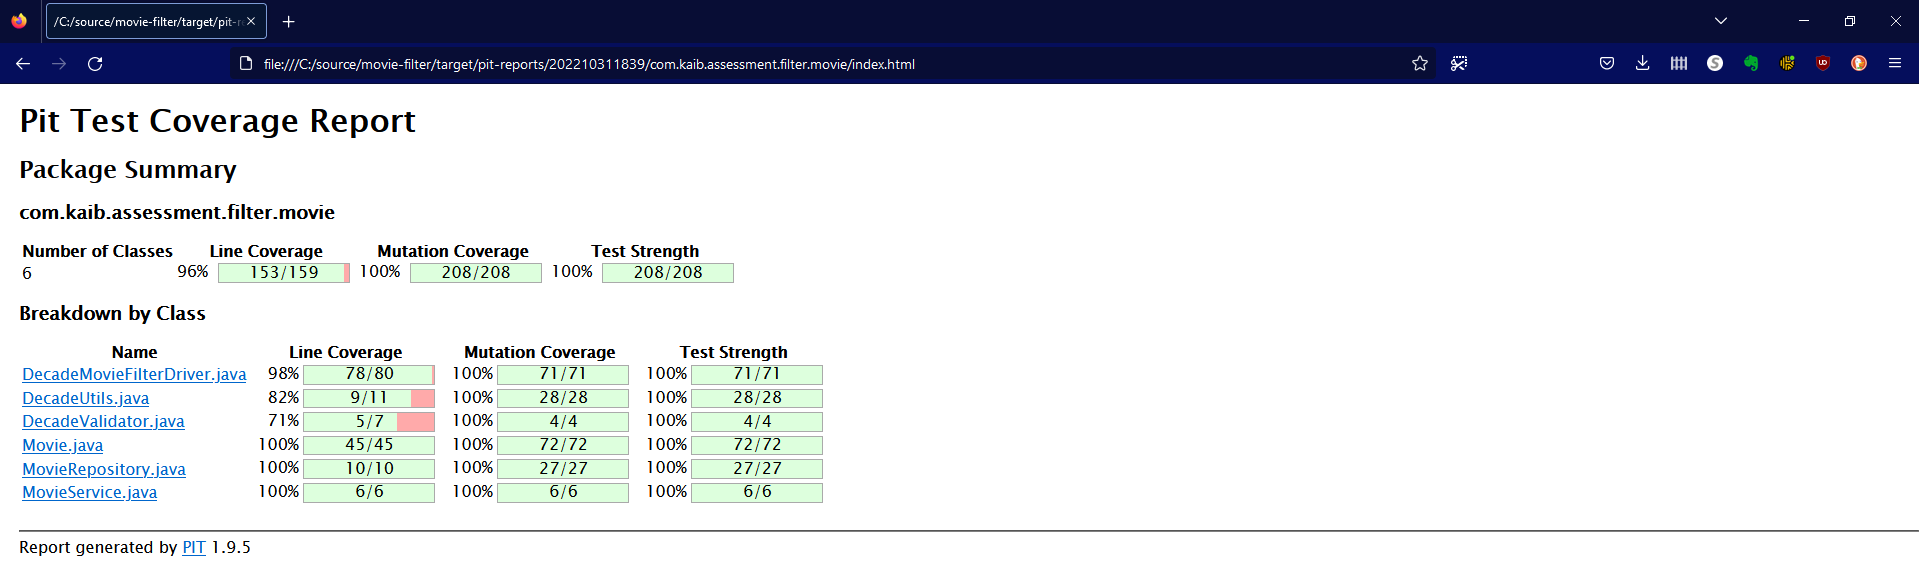 /C:/source/movie-filter/target/pit-r
file:///C:/source/movie-filter/target/pit-reports/202210311839/com.kaib.assessment.filter.movie/index.html
Pit Test Coverage Report
Package Summary
com.kaib.assessment.filter.movie
Number of Classes Line Coverage Mutation Coverage Test Strength
6 96% 153/159 100% 208/208 100% 208/208
Breakdown by Class
Name Line Coverage Mutation Coverage Test Strength
DecadeMovieFilterDriver.java 98% 78/80 100% 71/71 100% 71/71
DecadeUtils.java 82% 9/11 100% 28/28 100% 28/28
DecadeValidator.java 71% 5/7 100% 4/4 100% 4/4
Movie.java 100% 45/45 100% 72/72 100% 72/72
MovieRepository.java 100% 10/10 100% 27/27 100% 27/27
MovieService.java 100% 6/6 100% 6/6 100% 6/6
Report generated by PIT 1.9.5